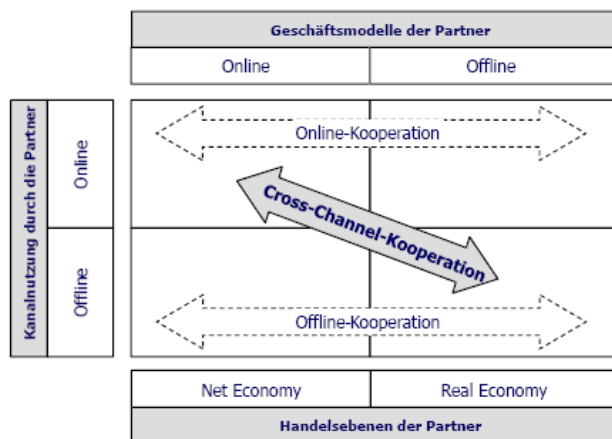 Geschäftsmodelle der Partner
Online
Offline
Kanalnutzung durch die Partner
Online
Offline
Online-Kooperation
Cross-Channel-Kooperation
Offline-Kooperation
Net Economy
Real Economy
Handelsebenen der Partner